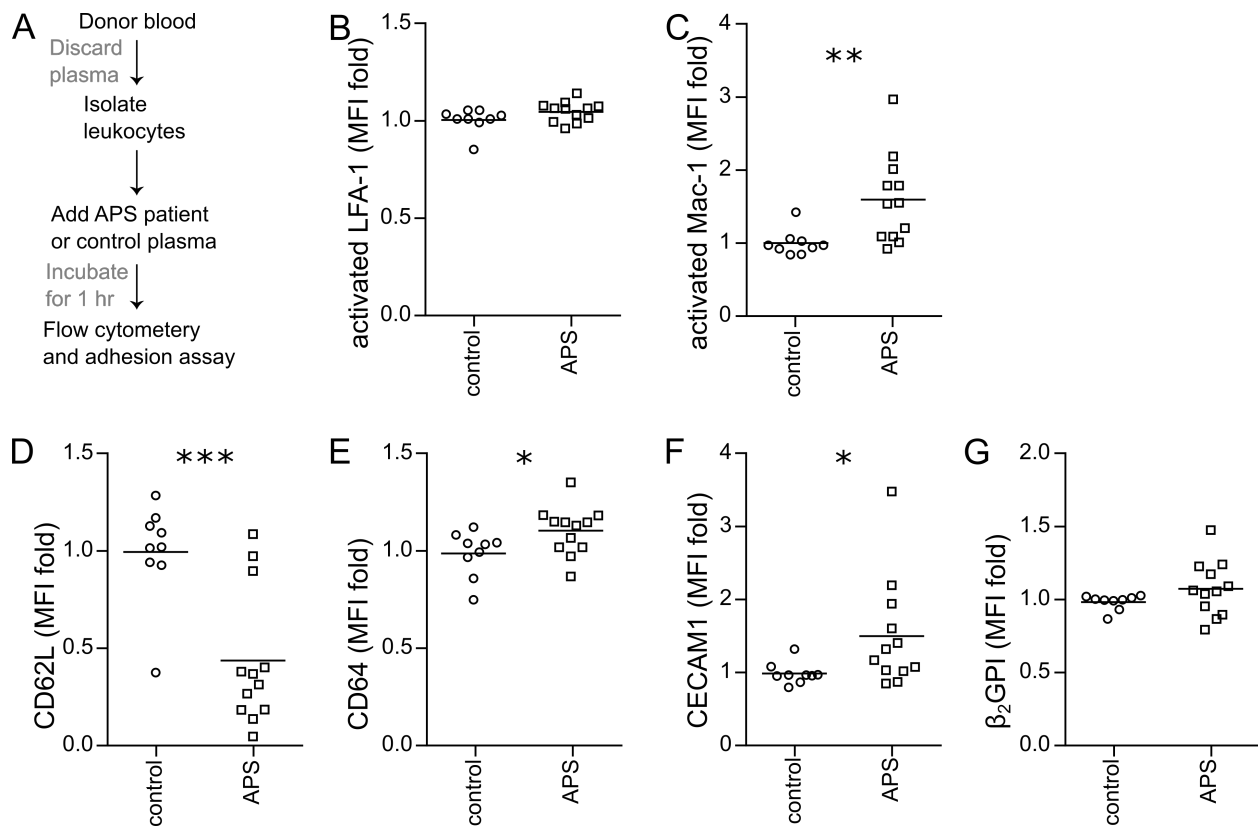 A
Donor blood
Discard
plasma
Isolate
leukocytes
Add APS patient
or control plasma
Incubate
for 1 hr
Flow cytometery
and adhesion assay
B
activated LFA-1 (MFI fold)
1.5
1.0
0.5
0.0
control
APS
C
activated Mac-1 (MFI fold)
4
3
2
1
0
**
control
APS
D
CD62L (MFI fold)
1.5
1.0
0.5
0.0
***
control
APS
E
CD64 (MFI fold)
1.5
1.0
0.5
0.0
*
control
APS
F
CECAM1 (MFI fold)
4
3
2
1
0
*
control
APS
G
β₂GPI (MFI fold)
2.0
1.5
1.0
0.5
0.0
control
APS